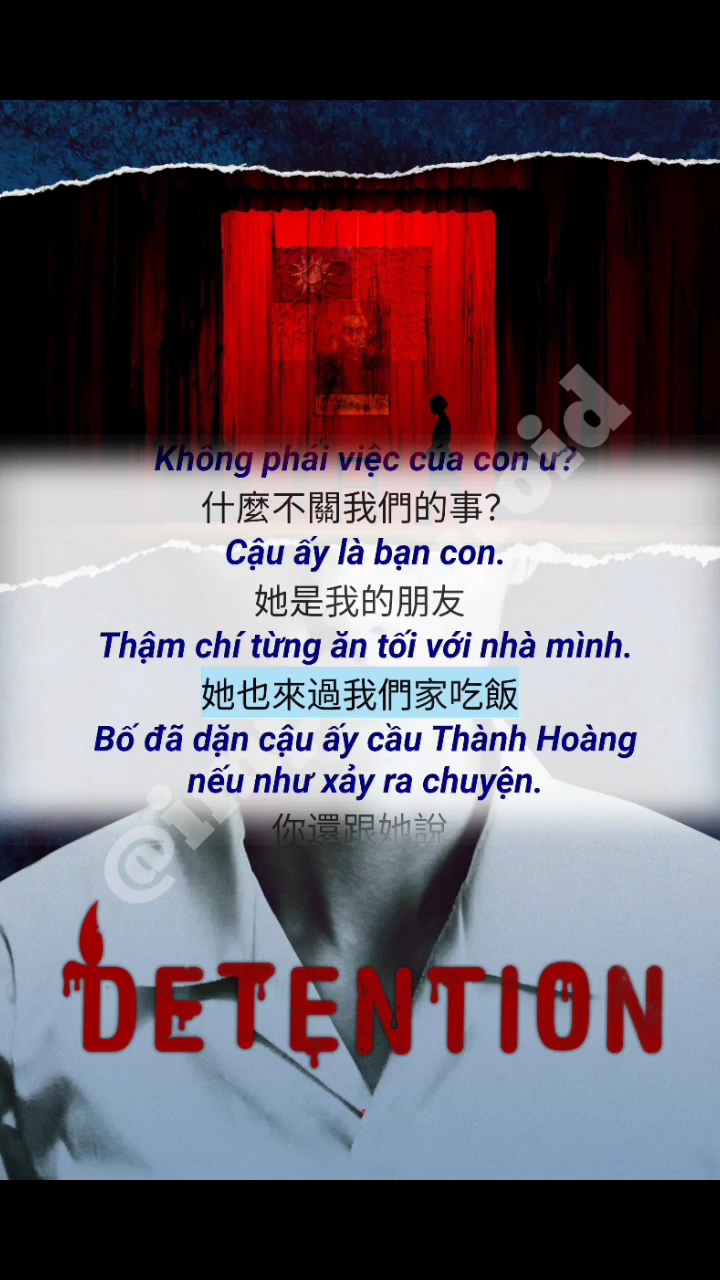 Không phải việc của con ư?
什麼不關我們的事?
Cậu ấy là bạn con.
她是我的朋友
Thậm chí từng ăn tối với nhà mình.
她也來過我們家吃飯
Bố đã dặn cậu ấy cầu Thành Hoàng
nếu như xảy ra chuyện.
你還跟她說
DETENTION